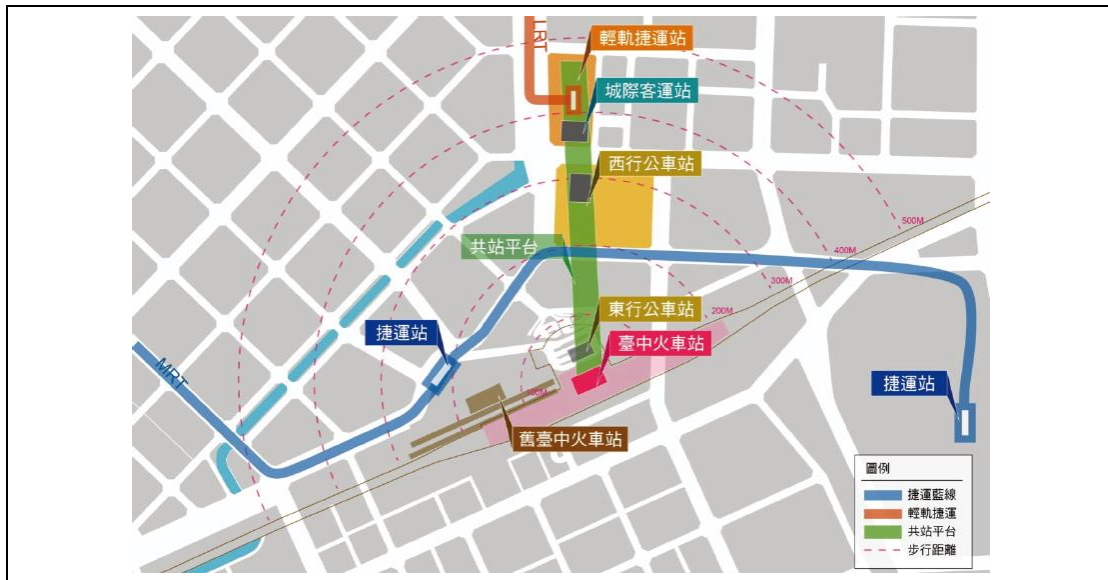 LRT
輕軌捷運站
城際客運站
西行公車站
500M
共站平台
400M
300M
東行公車站
200M
捷運站
臺中火車站
MRT
捷運站
100M
舊臺中火車站
圖例
捷運藍線
輕軌捷運
共站平台
步行距離